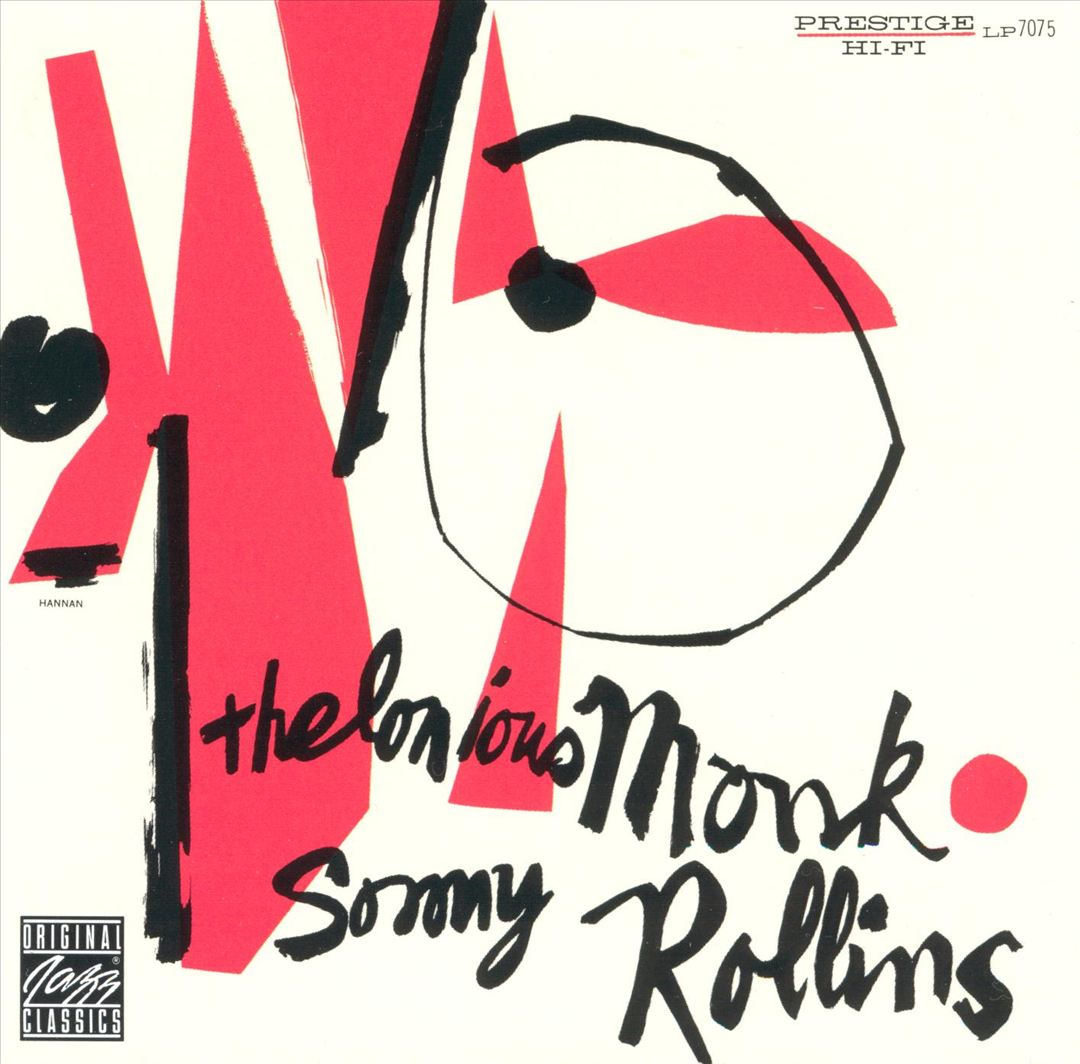 PRESTIGE LP7075
HI-FI
HANNAN
thelonious Monk
Sonny Rollins
ORIGINAL
Jazz®
CLASSICS